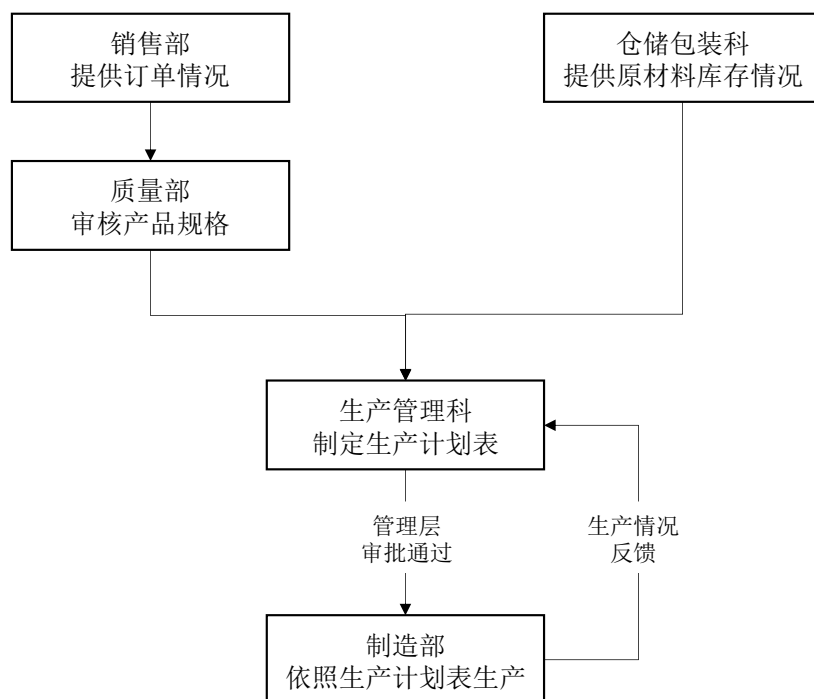 销售部
提供订单情况
仓储包装科
提供原材料库存情况
质量部
审核产品规格
生产管理科
制定生产计划表
管理层
审批通过
生产情况
反馈
制造部
依照生产计划表生产